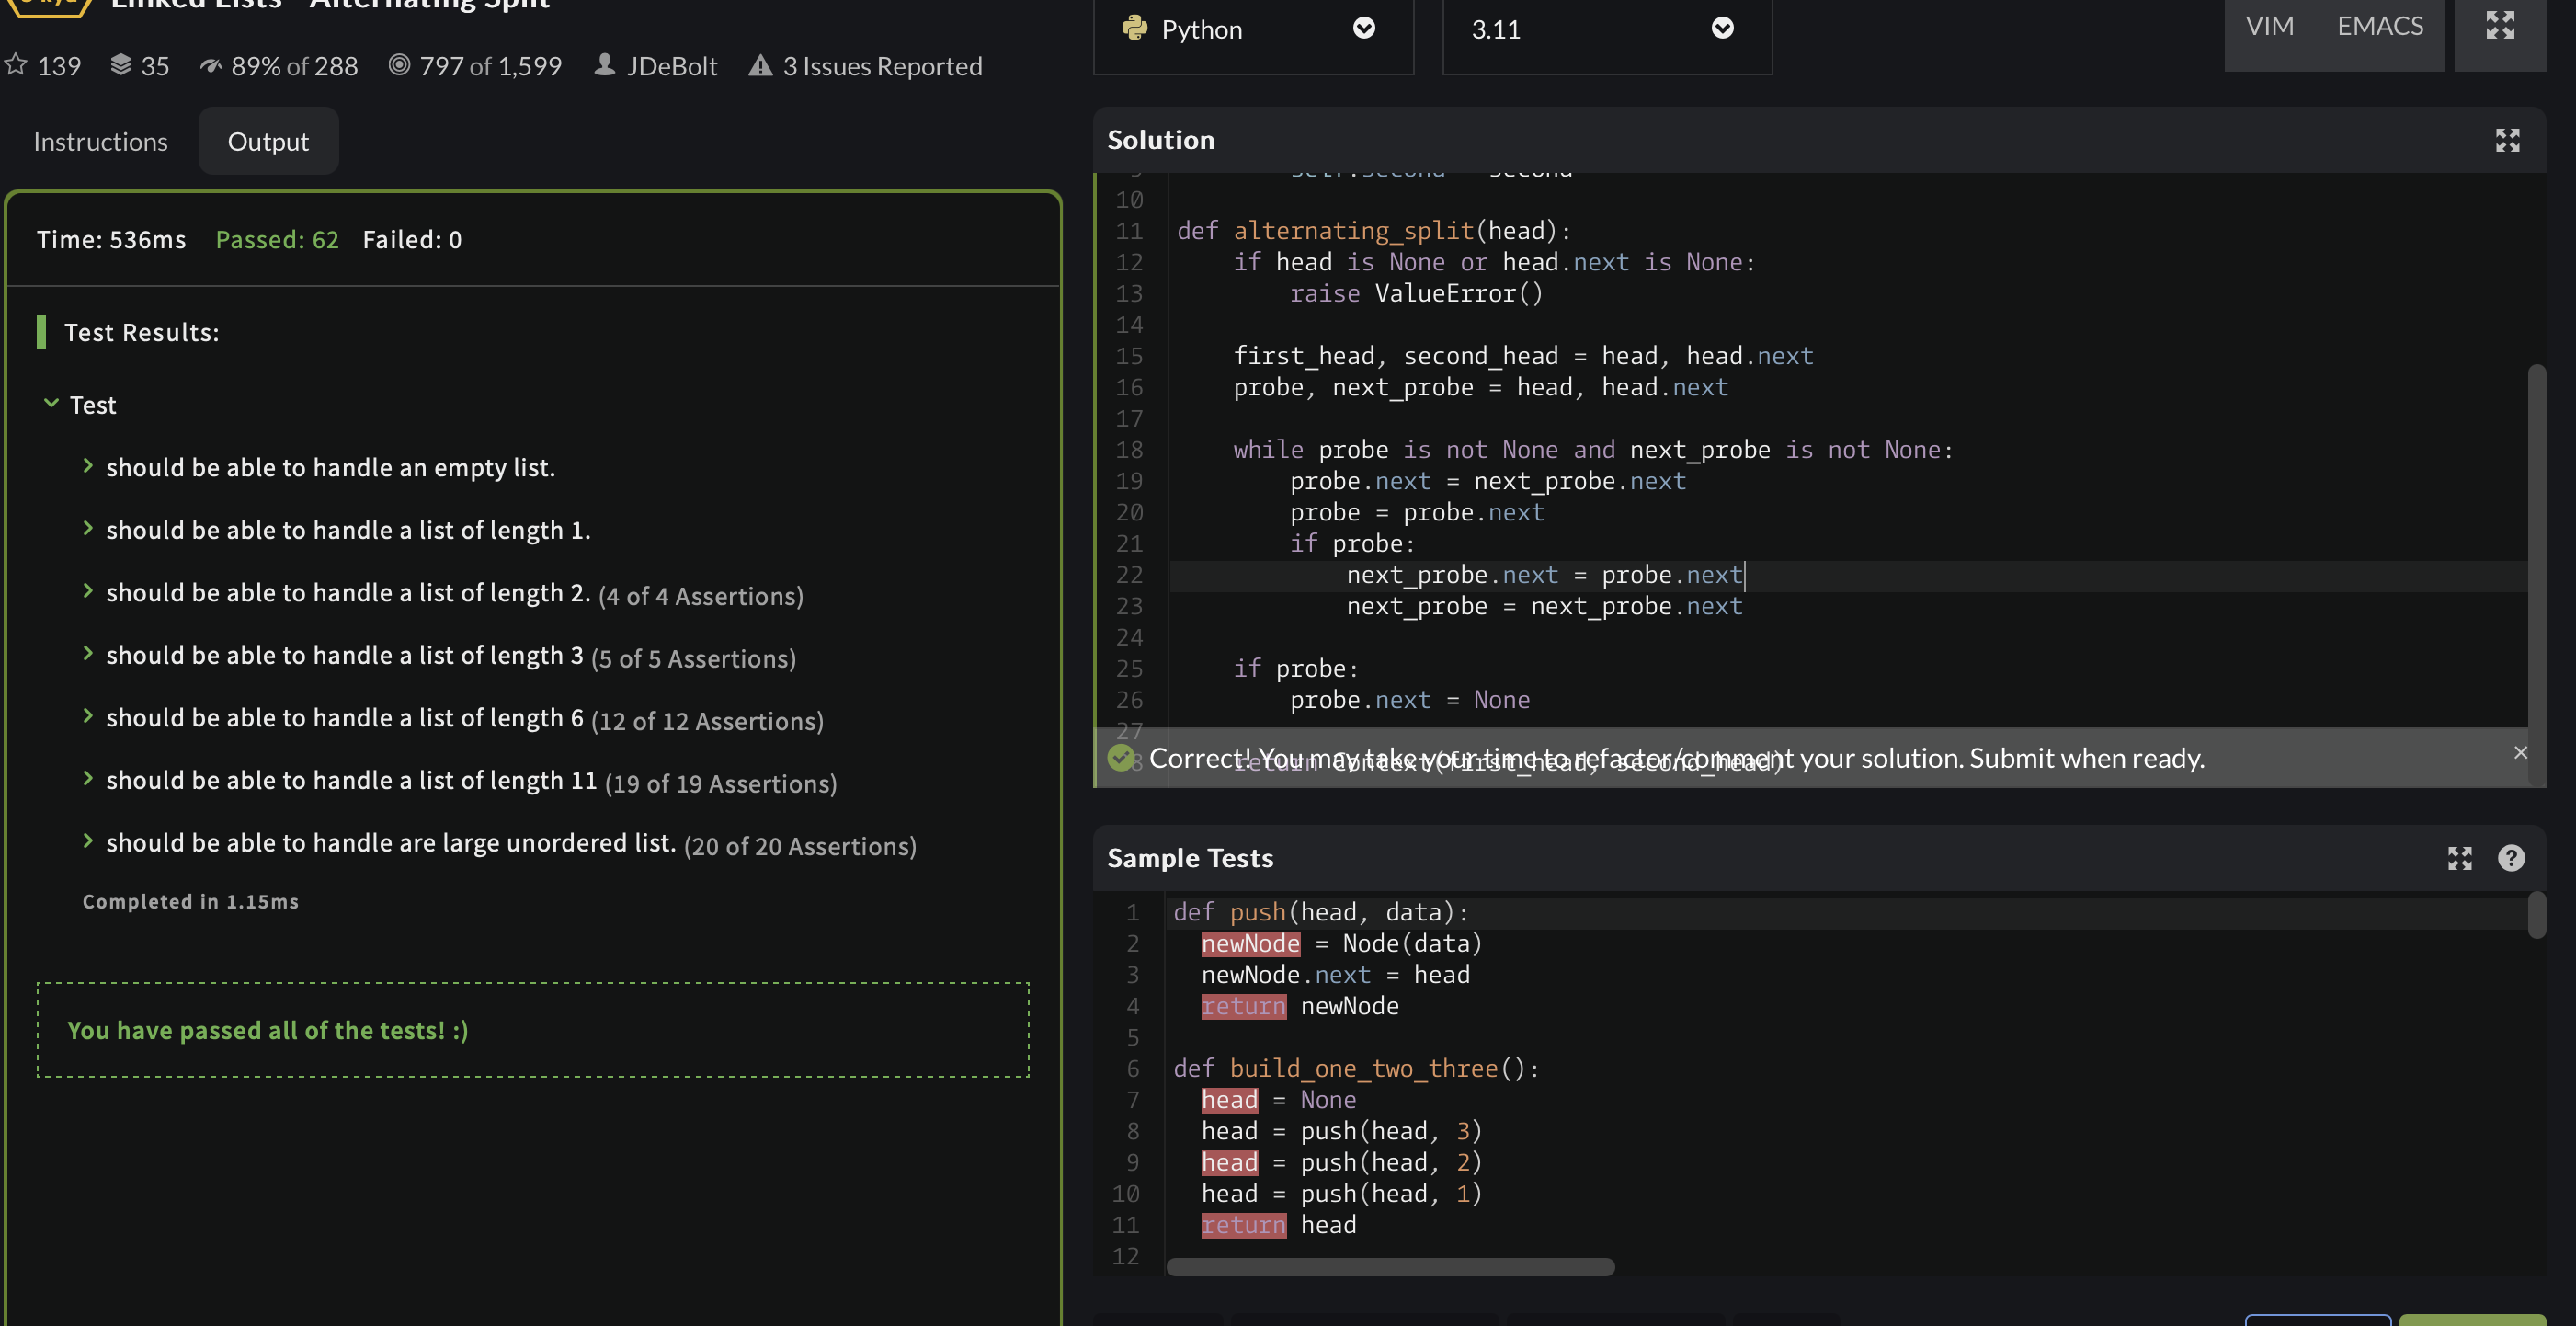 Linked Lists - Alternating Split
139 35 89% of 288 797 of 1,599 JDeBolt 3 Issues Reported
Instructions Output
Time: 536ms Passed: 62 Failed: 0
Test Results:
Test
should be able to handle an empty list.
should be able to handle a list of length 1.
should be able to handle a list of length 2. (4 of 4 Assertions)
should be able to handle a list of length 3 (5 of 5 Assertions)
should be able to handle a list of length 6 (12 of 12 Assertions)
should be able to handle a list of length 11 (19 of 19 Assertions)
should be able to handle are large unordered list. (20 of 20 Assertions)
Completed in 1.15ms
You have passed all of the tests! :)
Python 3.11 VIM EMACS
Solution
9 self.second = second
10
11 def alternating_split(head):
12 if head is None or head.next is None:
13 raise ValueError()
14
15 first_head, second_head = head, head.next
16 probe, next_probe = head, head.next
17
18 while probe is not None and next_probe is not None:
19 probe.next = next_probe.next
20 probe = probe.next
21 if probe:
22 next_probe.next = probe.next
23 next_probe = next_probe.next
24
25 if probe:
26 probe.next = None
27
28 return Context(first_head, second_head)
Correct! You may take your time to refactor/comment your solution. Submit when ready.
Sample Tests
1 def push(head, data):
2 newNode = Node(data)
3 newNode.next = head
4 return newNode
5
6 def build_one_two_three():
7 head = None
8 head = push(head, 3)
9 head = push(head, 2)
10 head = push(head, 1)
11 return head
12